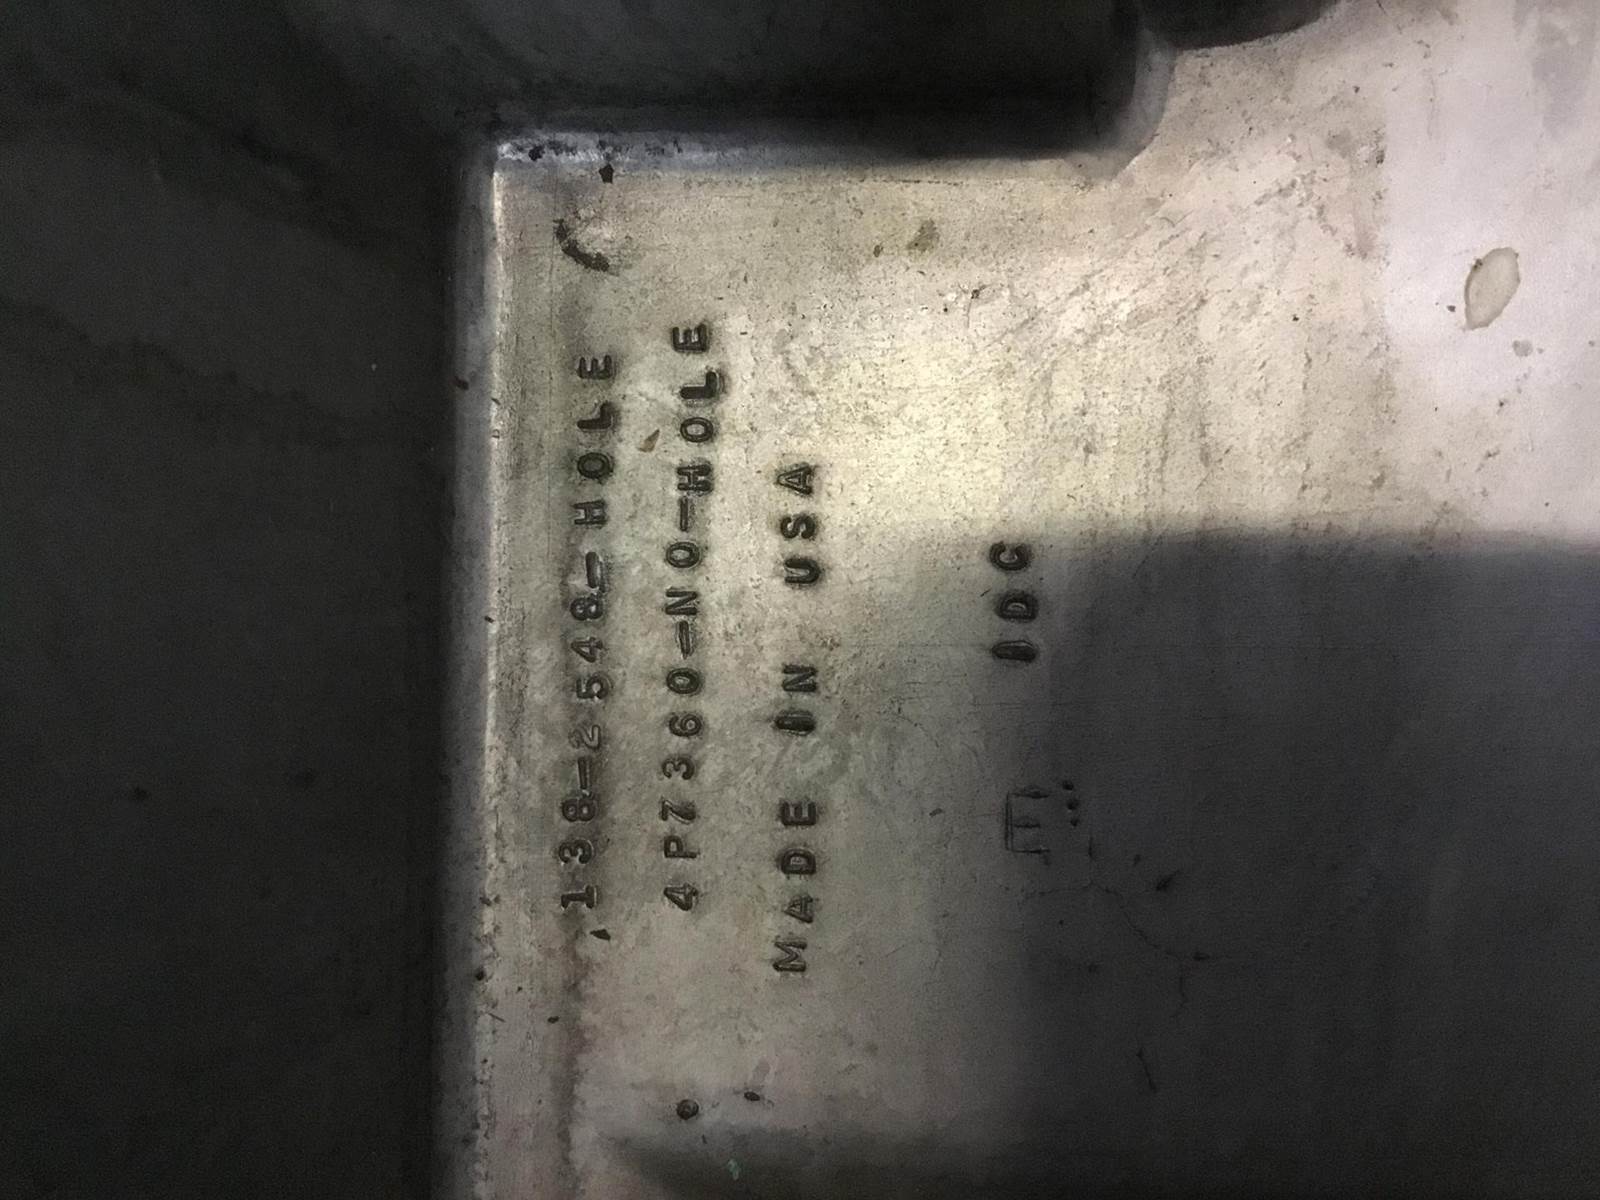 138-2548-HOLE
4P7360-NO-HOLE
MADE IN USA
IDC
E